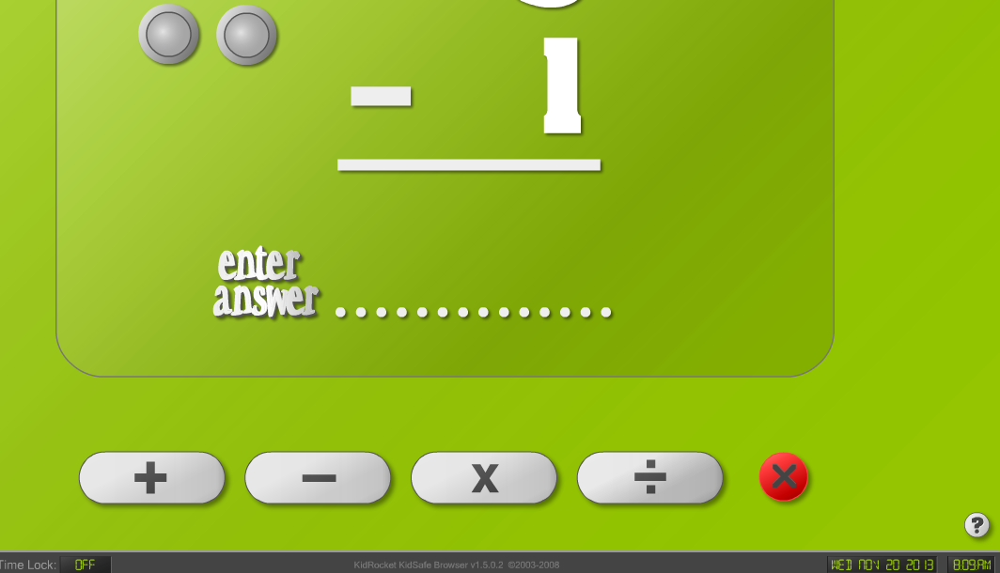 - 1
enter
answer .............
+ - x ÷ X
?
Time Lock: OFF KidRocket KidSafe Browser v1.5.0.2 ©2003-2008 WED NOV 20 2013 8:09AM